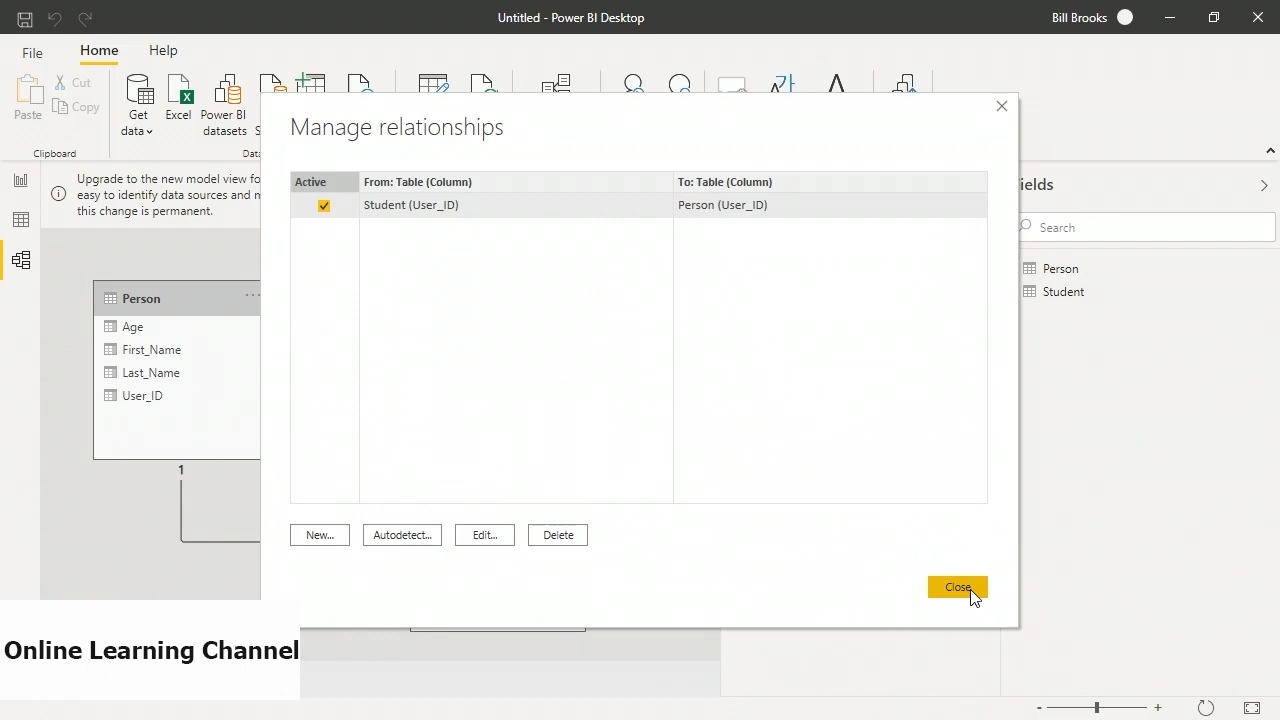 Untitled - Power BI Desktop
Bill Brooks
File
Home
Help
Paste
Cut
Copy
Clipboard
Get
data
Excel
Power BI
datasets
Upgrade to the new model view
easy to identify data sources and
this change is permanent.
Manage relationships
Active
From: Table (Column)
To: Table (Column)
Student (User_ID)
Person (User_ID)
New...
Autodetect...
Edit...
Delete
Close
ields
Search
Person
Student
Person
Age
First_Name
Last_Name
User_ID
1
Online Learning Channel